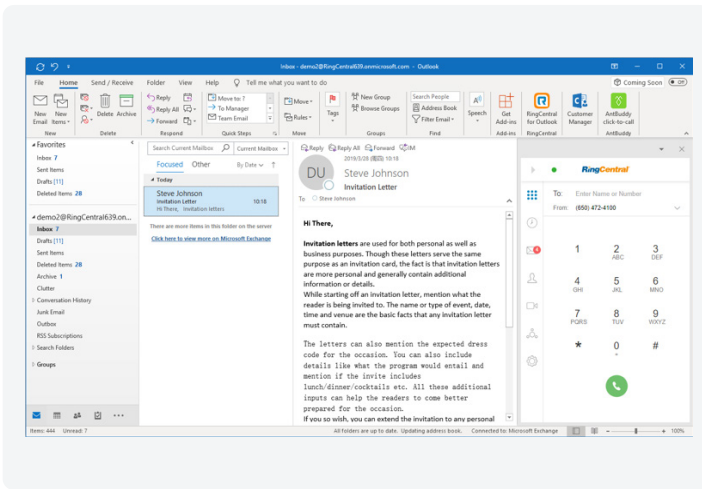 Inbox - demo2@RingCentral639.onmicrosoft.com - Outlook
File Home Send / Receive Folder View Help Tell me what you want to do
Coming Soon Off
New Email
New Items
Delete Archive
Reply
Reply All
Forward
Move to: ?
To Manager
Team Email
Move
Rules
Tags
New Group
Browse Groups
Search People
Address Book
Filter Email
Speech
Get Add-ins
RingCentral for Outlook
Customer Manager
AntBuddy click-to-call
New Delete Respond Quick Steps Move Groups Find Add-ins RingCentral AntBuddy
Favorites
Inbox 7
Sent Items
Drafts [11]
Deleted Items 28
demo2@RingCentral639.on...
Inbox 7
Drafts [11]
Sent Items
Deleted Items 28
Archive 1
Clutter
Conversation History
Junk Email
Outbox
RSS Subscriptions
Search Folders
Groups
Search Current Mailbox Current Mailbox
Focused Other By Date
Today
Steve Johnson
Invitation Letter 10:18
Hi There, Invitation letters
There are more items in this folder on the server
Click here to view more on Microsoft Exchange
Reply Reply All Forward IM
10:18
DU
Steve Johnson
Invitation Letter
To Steve Johnson
Hi There,
Invitation letters are used for both personal as well as
business purposes. Though these letters serve the same
purpose as an invitation card, the fact is that invitation letters
are more personal and generally contain additional
information or details.
While starting off an invitation letter, mention what the
reader is being invited to. The name or type of event, date,
time and venue are the basic facts that any invitation letter
must contain.
The letters can also mention the expected dress
code for the occasion. You can also include
details like what the program would entail and
mention if the invite includes
lunch/dinner/cocktails etc. All these additional
inputs can help the readers to come better
prepared for the occasion.
If you so wish, you can extend the invitation to any personal
RingCentral
To: Enter Name or Number
From: (650) 472-4100
1
2 ABC
3 DEF
4 GHI
5 JKL
6 MNO
7 PQRS
8 TUV
9 WXYZ
*
0
#
Items: 444 Unread: 7
All folders are up to date. Updating address book. Connected to: Microsoft Exchange
100%